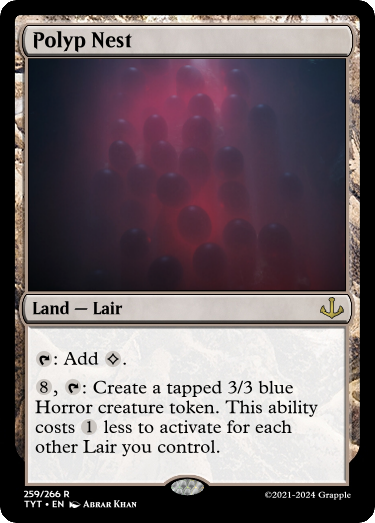 Polyp Nest
Land — Lair
: Add .
8, : Create a tapped 3/3 blue
Horror creature token. This ability
costs 1 less to activate for each
other Lair you control.
259/266 R
TYT • EN Abrar Khan
©2021-2024 Grapple